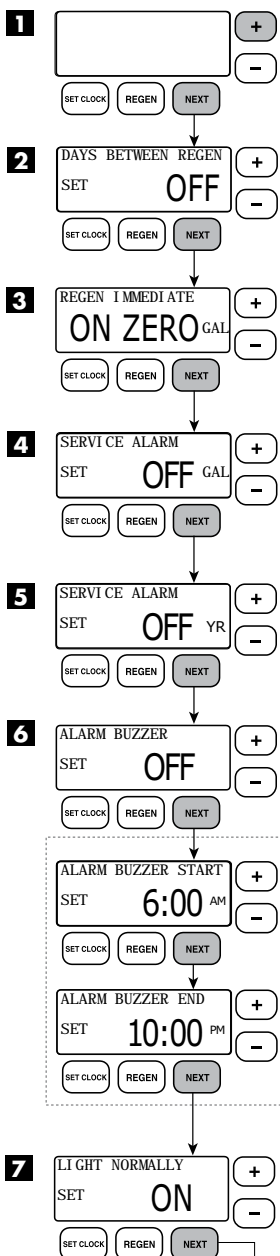 1
+
−
SET CLOCK REGEN NEXT
2
DAYS BETWEEN REGEN
SET OFF
+
−
SET CLOCK REGEN NEXT
3
REGEN IMMEDIATE
ON ZERO GAL
+
−
SET CLOCK REGEN NEXT
4
SERVICE ALARM
SET OFF GAL
+
−
SET CLOCK REGEN NEXT
5
SERVICE ALARM
SET OFF YR
+
−
SET CLOCK REGEN NEXT
6
ALARM BUZZER
SET OFF
+
−
SET CLOCK REGEN NEXT
ALARM BUZZER START
SET 6:00 AM
+
−
SET CLOCK REGEN NEXT
ALARM BUZZER END
SET 10:00 PM
+
−
SET CLOCK REGEN NEXT
7
LIGHT NORMALLY
SET ON
+
−
SET CLOCK REGEN NEXT